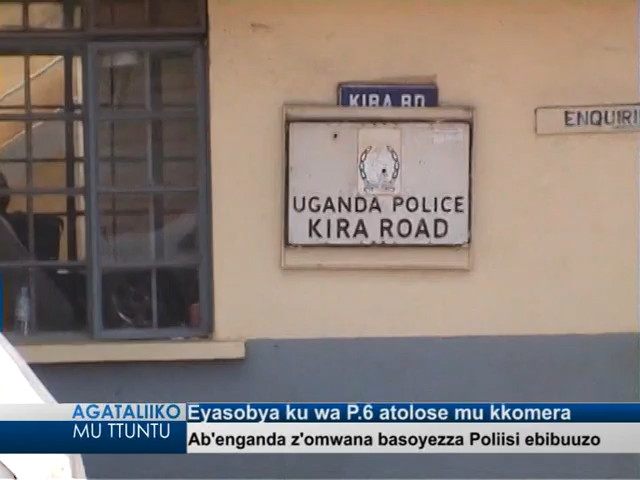 KIRA RD
ENQUIRI
UGANDA POLICE
KIRA ROAD
AGATALIIKO
MU TTUNTU
Eyasobya ku wa P.6 atolose mu kkomera
Ab'enganda z'omwana basoyezza Poliisi ebibuuzo